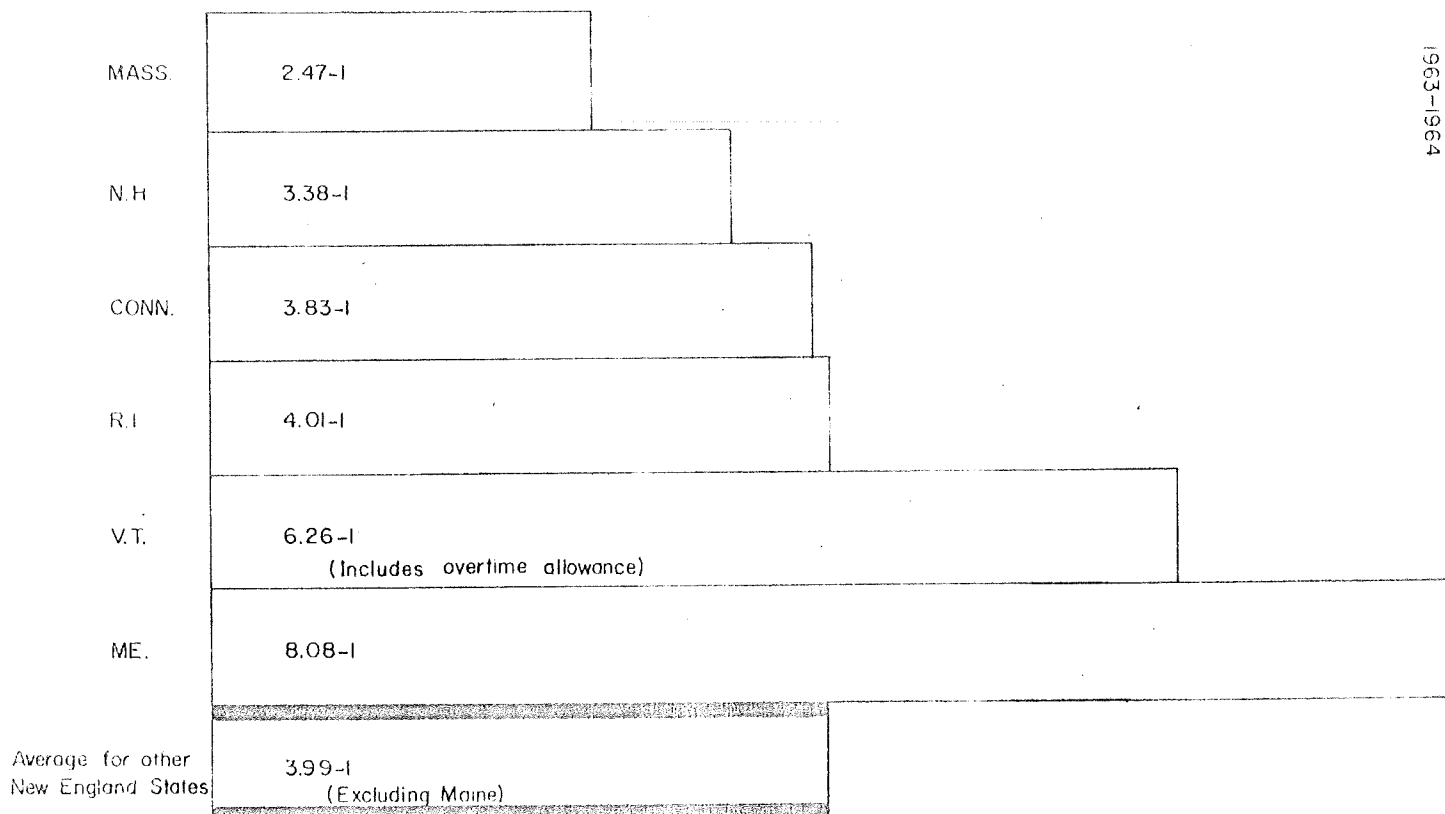 1963-1964
MASS. 2.47-1
N.H 3.38-1
CONN. 3.83-1
R.I 4.01-1
V.T. 6.26-1
(Includes overtime allowance)
ME. 8.08-1
Average for other
New England States
3.99-1
(Excluding Maine)